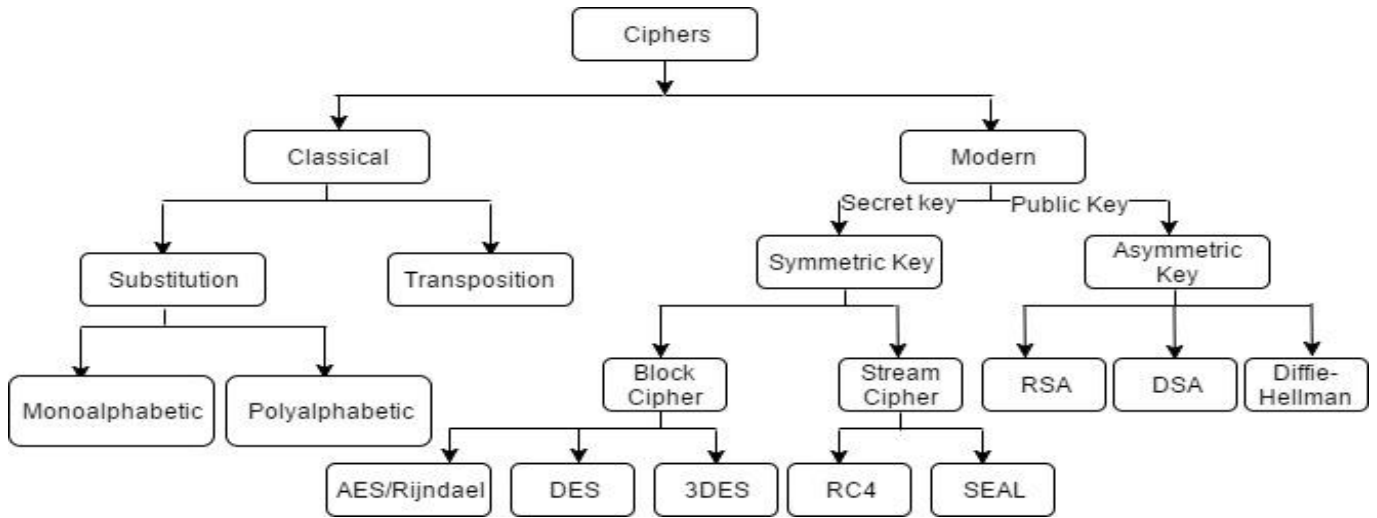 Ciphers
Classical
Modern
Secret key
Public Key
Substitution
Transposition
Symmetric Key
Asymmetric
Key
Monoalphabetic
Polyalphabetic
Block
Cipher
Stream
Cipher
RSA
DSA
Diffie-
Hellman
AES/Rijndael
DES
3DES
RC4
SEAL